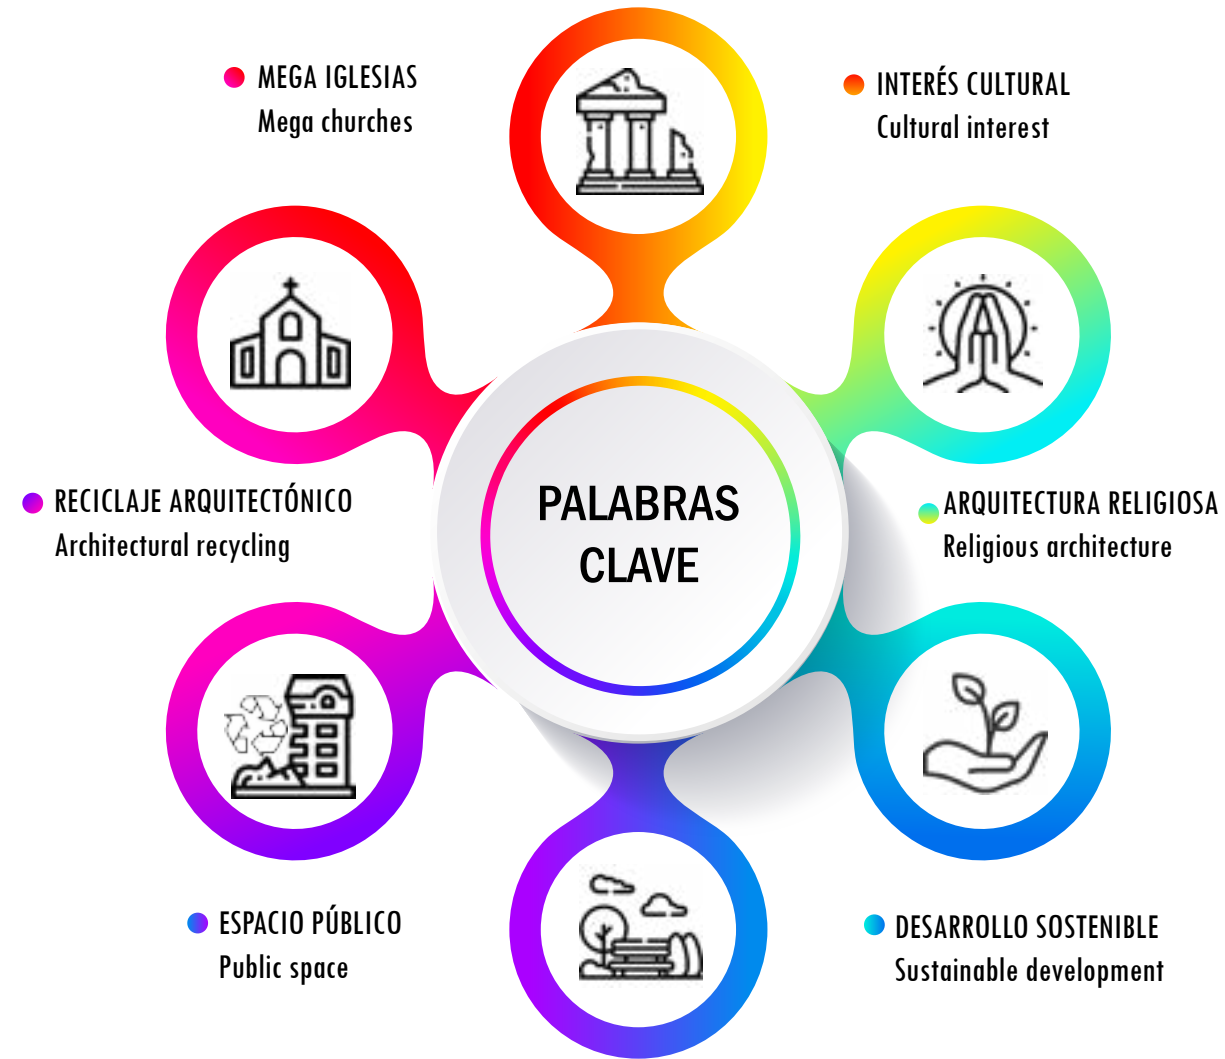 MEGA IGLESIAS
Mega churches
INTERÉS CULTURAL
Cultural interest
PALABRAS
CLAVE
RECICLAJE ARQUITECTÓNICO
Architectural recycling
ARQUITECTURA RELIGIOSA
Religious architecture
ESPACIO PÚBLICO
Public space
DESARROLLO SOSTENIBLE
Sustainable development